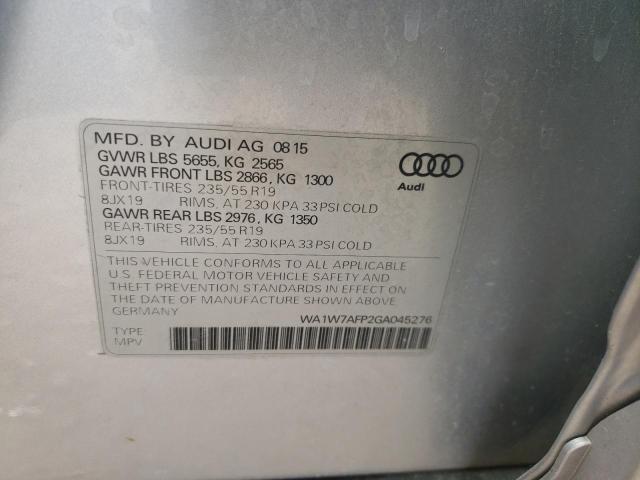 MFD. BY AUDI AG 08 15
GVWR LBS 5655, KG 2565
GAWR FRONT LBS 2866, KG 1300
FRONT-TIRES 235/55 R19
8JX19 RIMS, AT 230 KPA 33 PSI COLD
GAWR REAR LBS 2976, KG 1350
REAR-TIRES 235/55 R19
8JX19 RIMS, AT 230 KPA 33 PSI COLD
Audi
THIS VEHICLE CONFORMS TO ALL APPLICABLE
U.S. FEDERAL MOTOR VEHICLE SAFETY AND
THEFT PREVENTION STANDARDS IN EFFECT ON
THE DATE OF MANUFACTURE SHOWN ABOVE.
GERMANY
WA1W7AFP2GA045276
TYPE
MPV